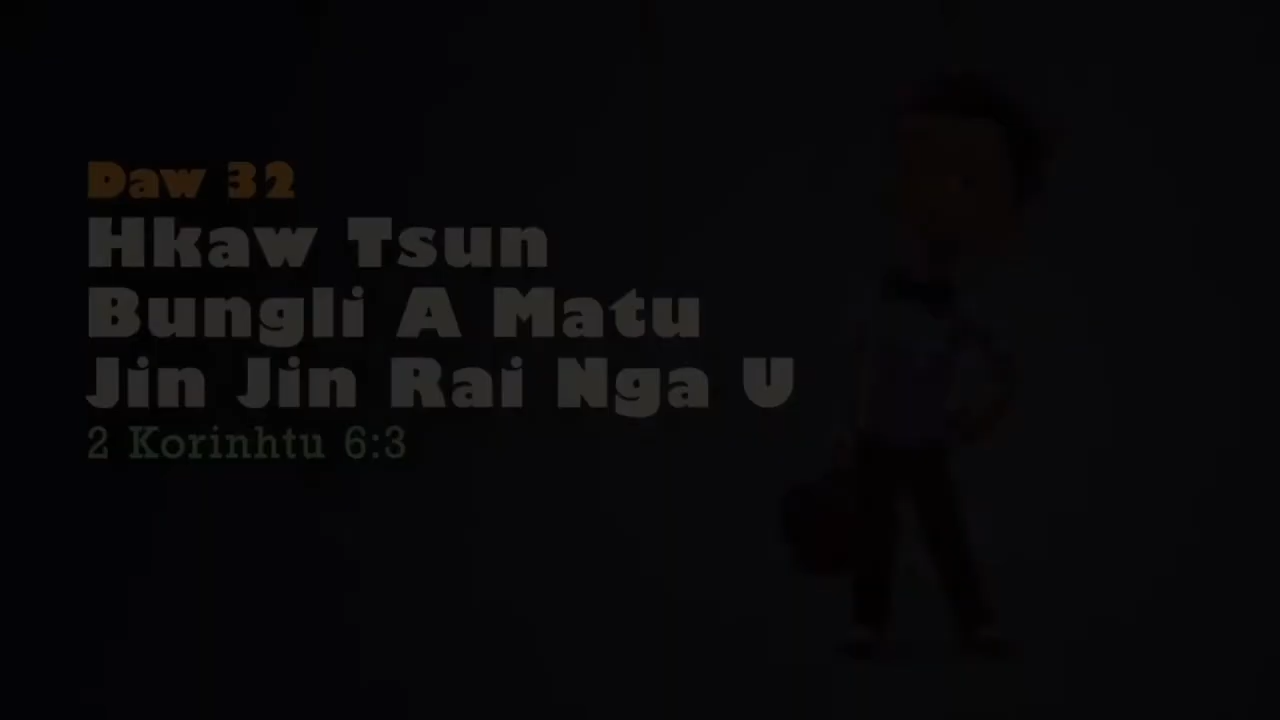 Daw 32
Hkaw Tsun
Bungli A Matu
Jin Jin Rai Nga U
2 Korinhtu 6:3